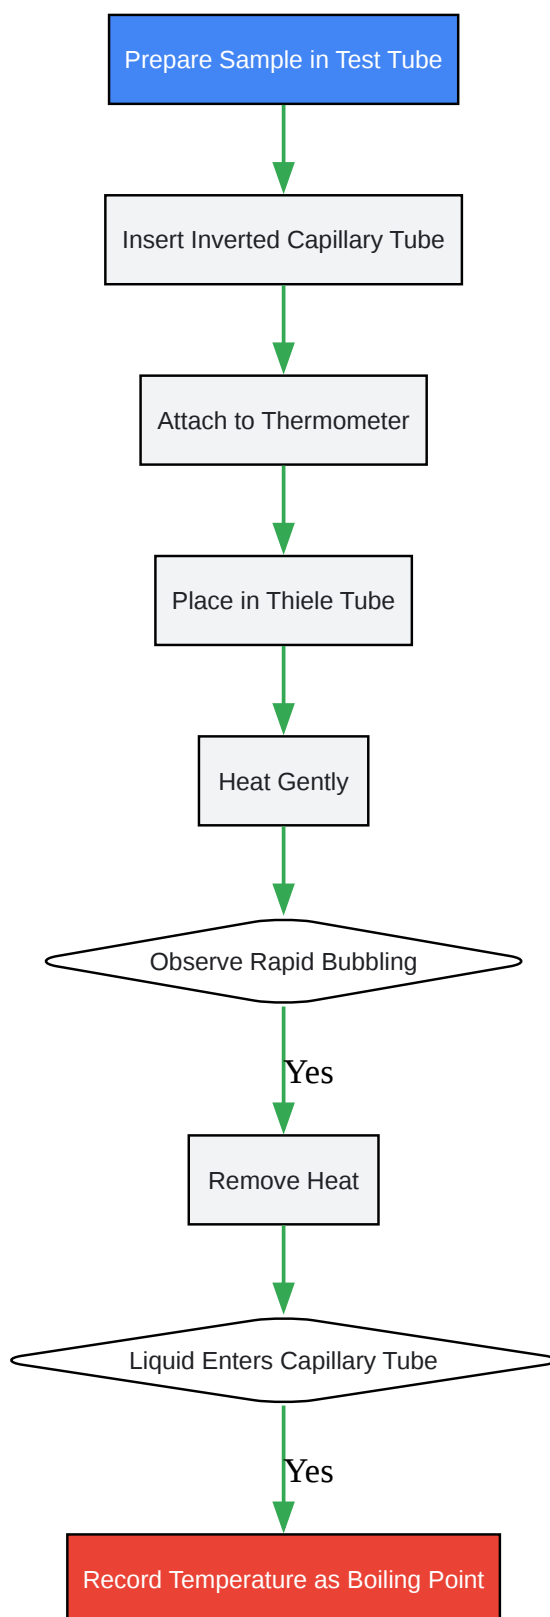 Prepare Sample in Test Tube
Insert Inverted Capillary Tube
Attach to Thermometer
Place in Thiele Tube
Heat Gently
Observe Rapid Bubbling
Yes
Remove Heat
Liquid Enters Capillary Tube
Yes
Record Temperature as Boiling Point